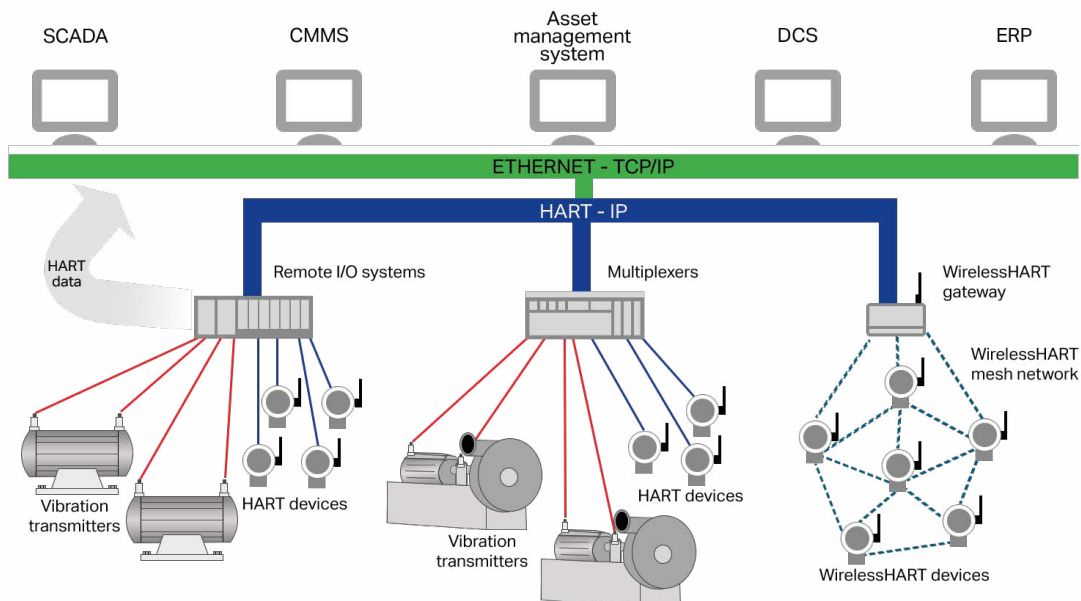 SCADA
CMMS
Asset
management
system
DCS
ERP
ETHERNET - TCP/IP
HART - IP
HART
data
Remote I/O systems
Multiplexers
WirelessHART
gateway
WirelessHART
mesh network
Vibration
transmitters
HART devices
Vibration
transmitters
HART devices
WirelessHART devices